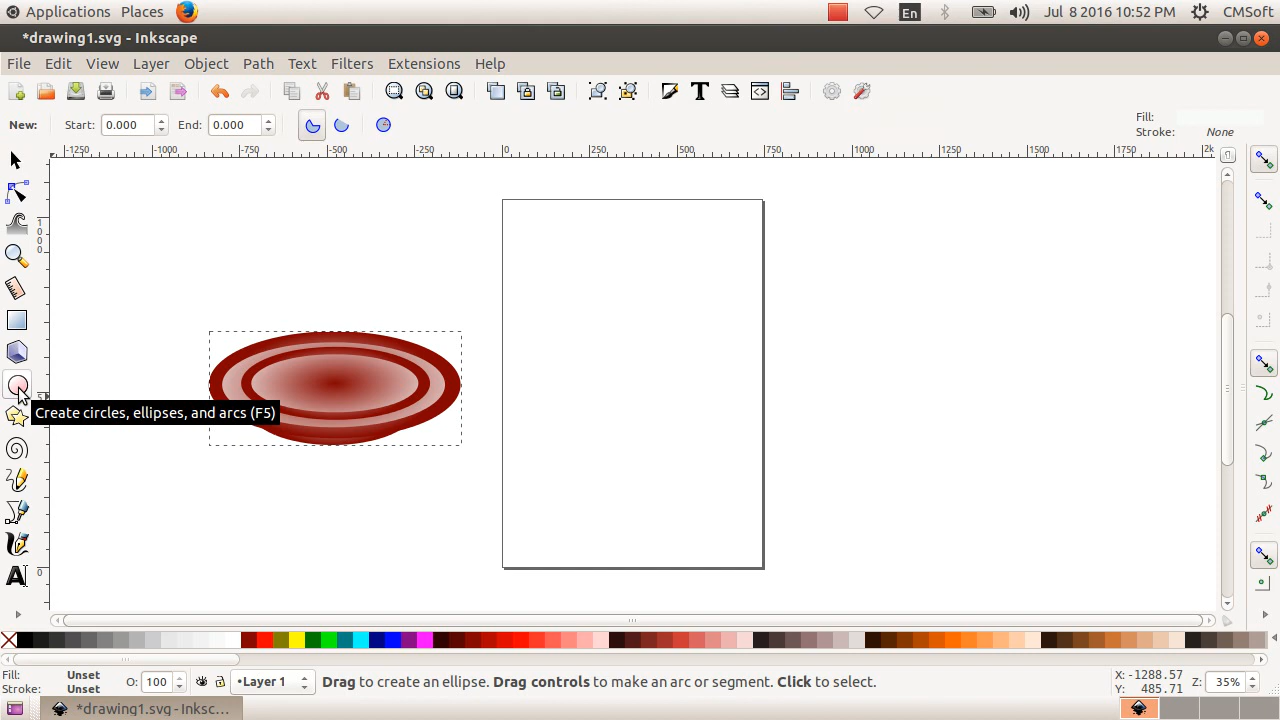 Applications Places En Jul 8 2016 10:52 PM CMSoft
*drawing1.svg - Inkscape
File Edit View Layer Object Path Text Filters Extensions Help
New: Start: 0.000 End: 0.000 Fill:
Stroke: None
-1250 -1000 -750 -500 -250 0 250 500 750 1000 1250 1500 1750 2k
1000
5
Create circles, ellipses, and arcs (F5)
0
Fill: Unset
Stroke: Unset
O: 100 •Layer 1 Drag to create an ellipse. Drag controls to make an arc or segment. Click to select.
X: -1288.57
Y: 485.71
Z: 35%
*drawing1.svg - Inksc...